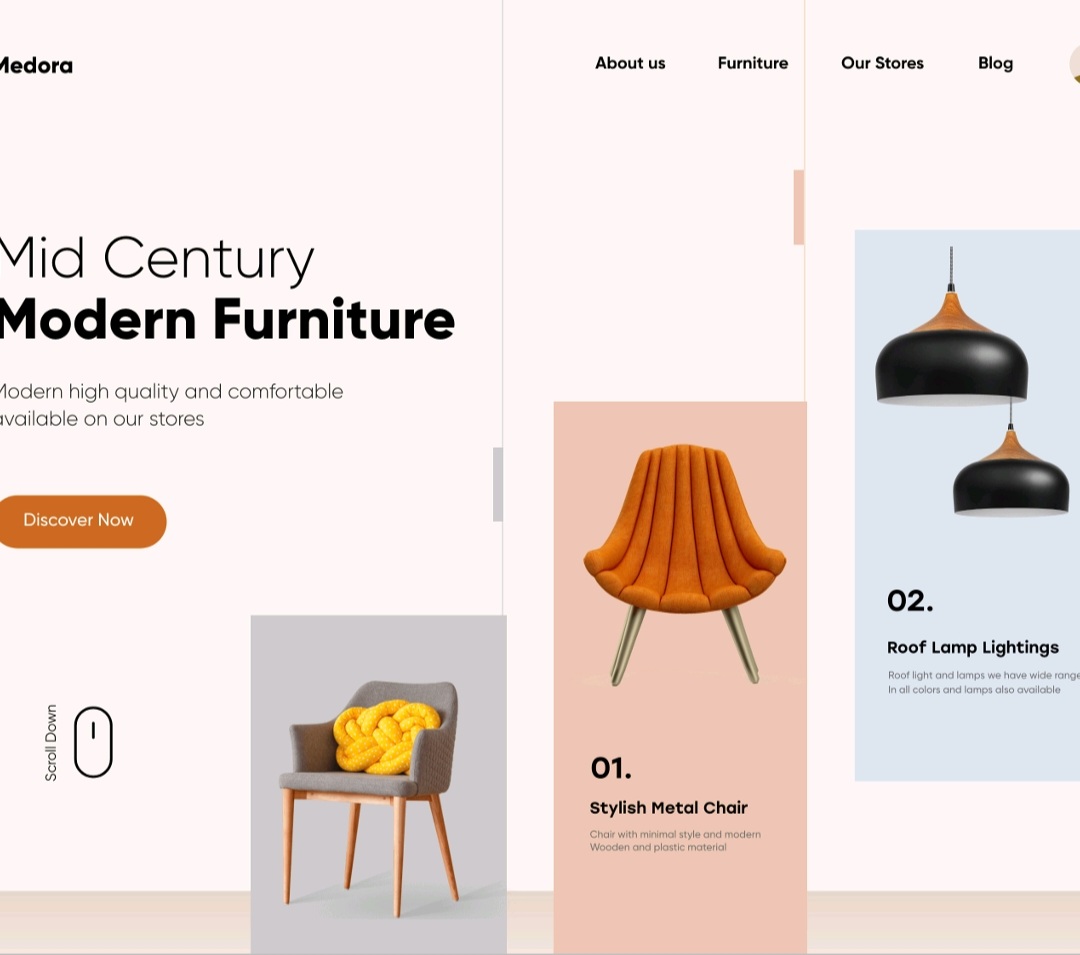 Medora
About us
Furniture
Our Stores
Blog
Mid Century
Modern Furniture
Modern high quality and comfortable
available on our stores
Discover Now
Scroll Down
01.
Stylish Metal Chair
Chair with minimal style and modern
Wooden and plastic material
02.
Roof Lamp Lightings
Roof light and lamps we have wide range
In all colors and lamps also available